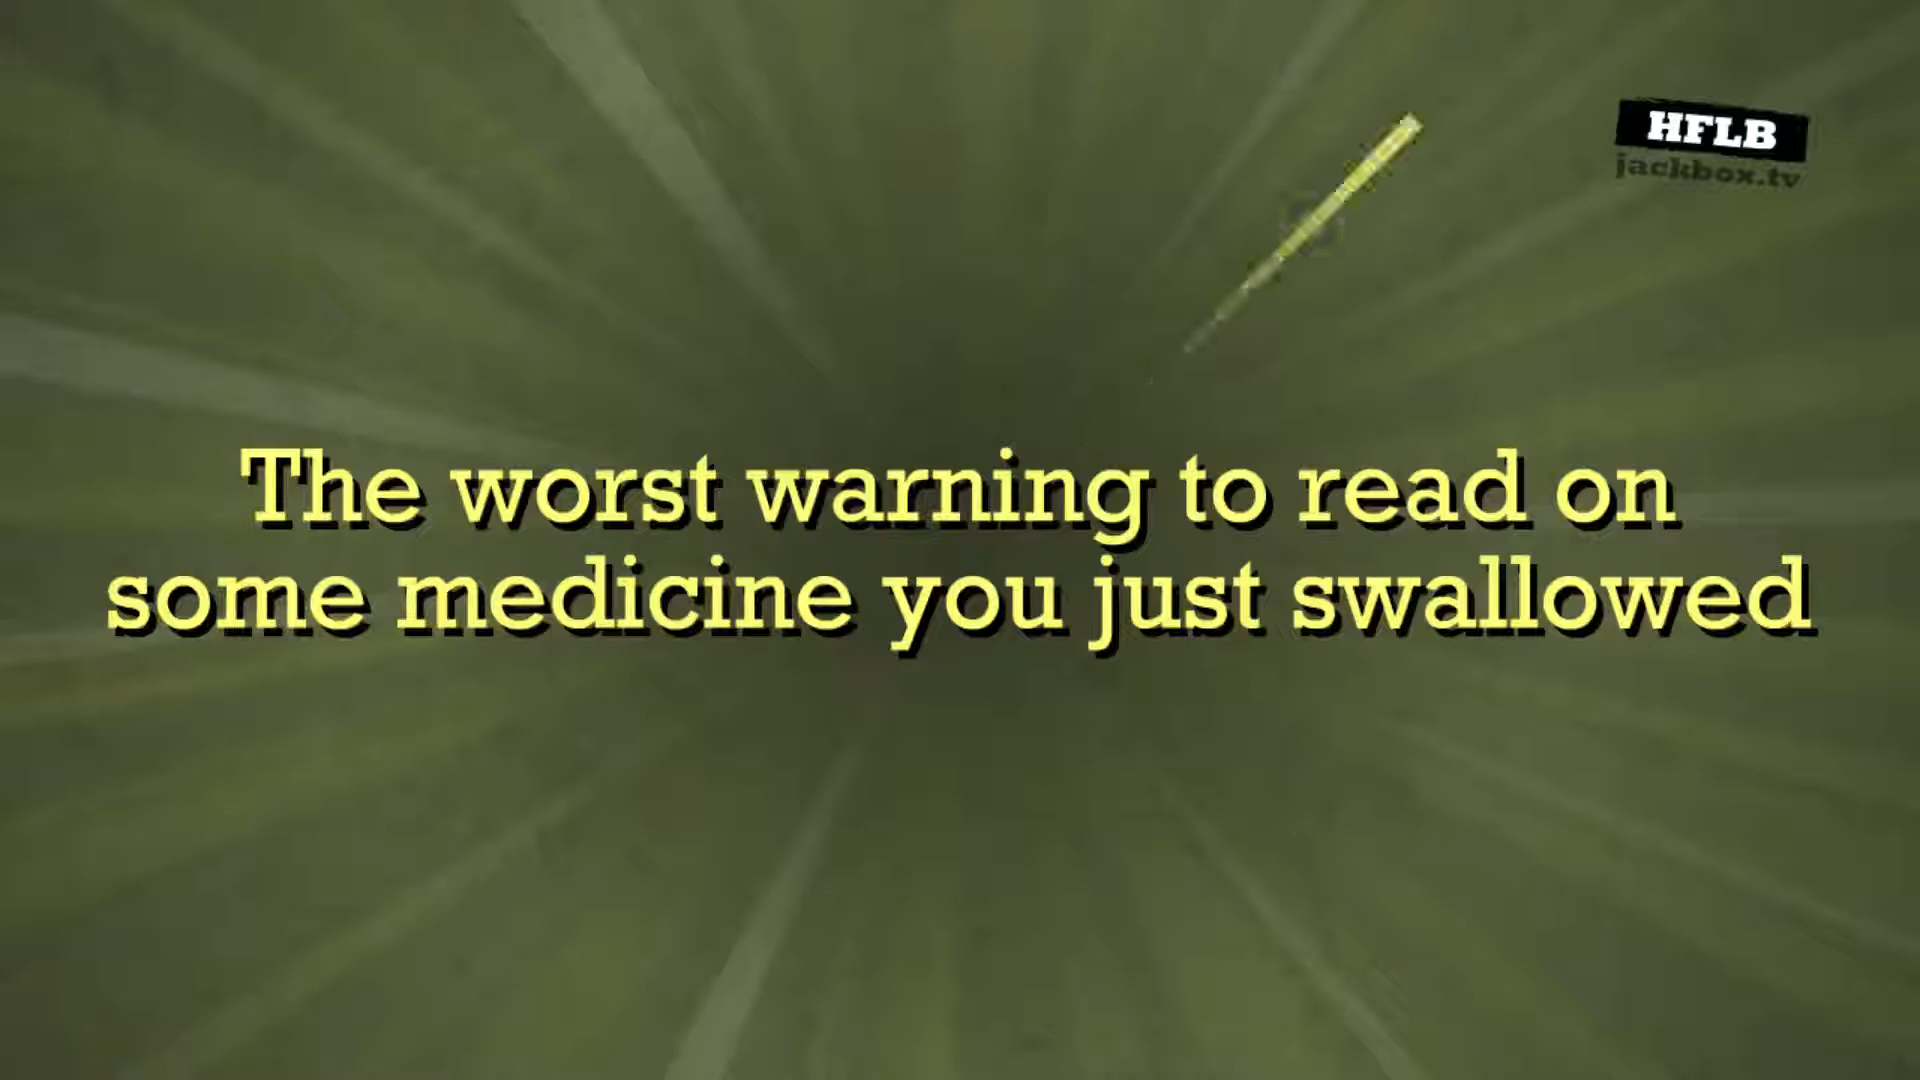 HFLB
jackbox.tv
The worst warning to read on
some medicine you just swallowed